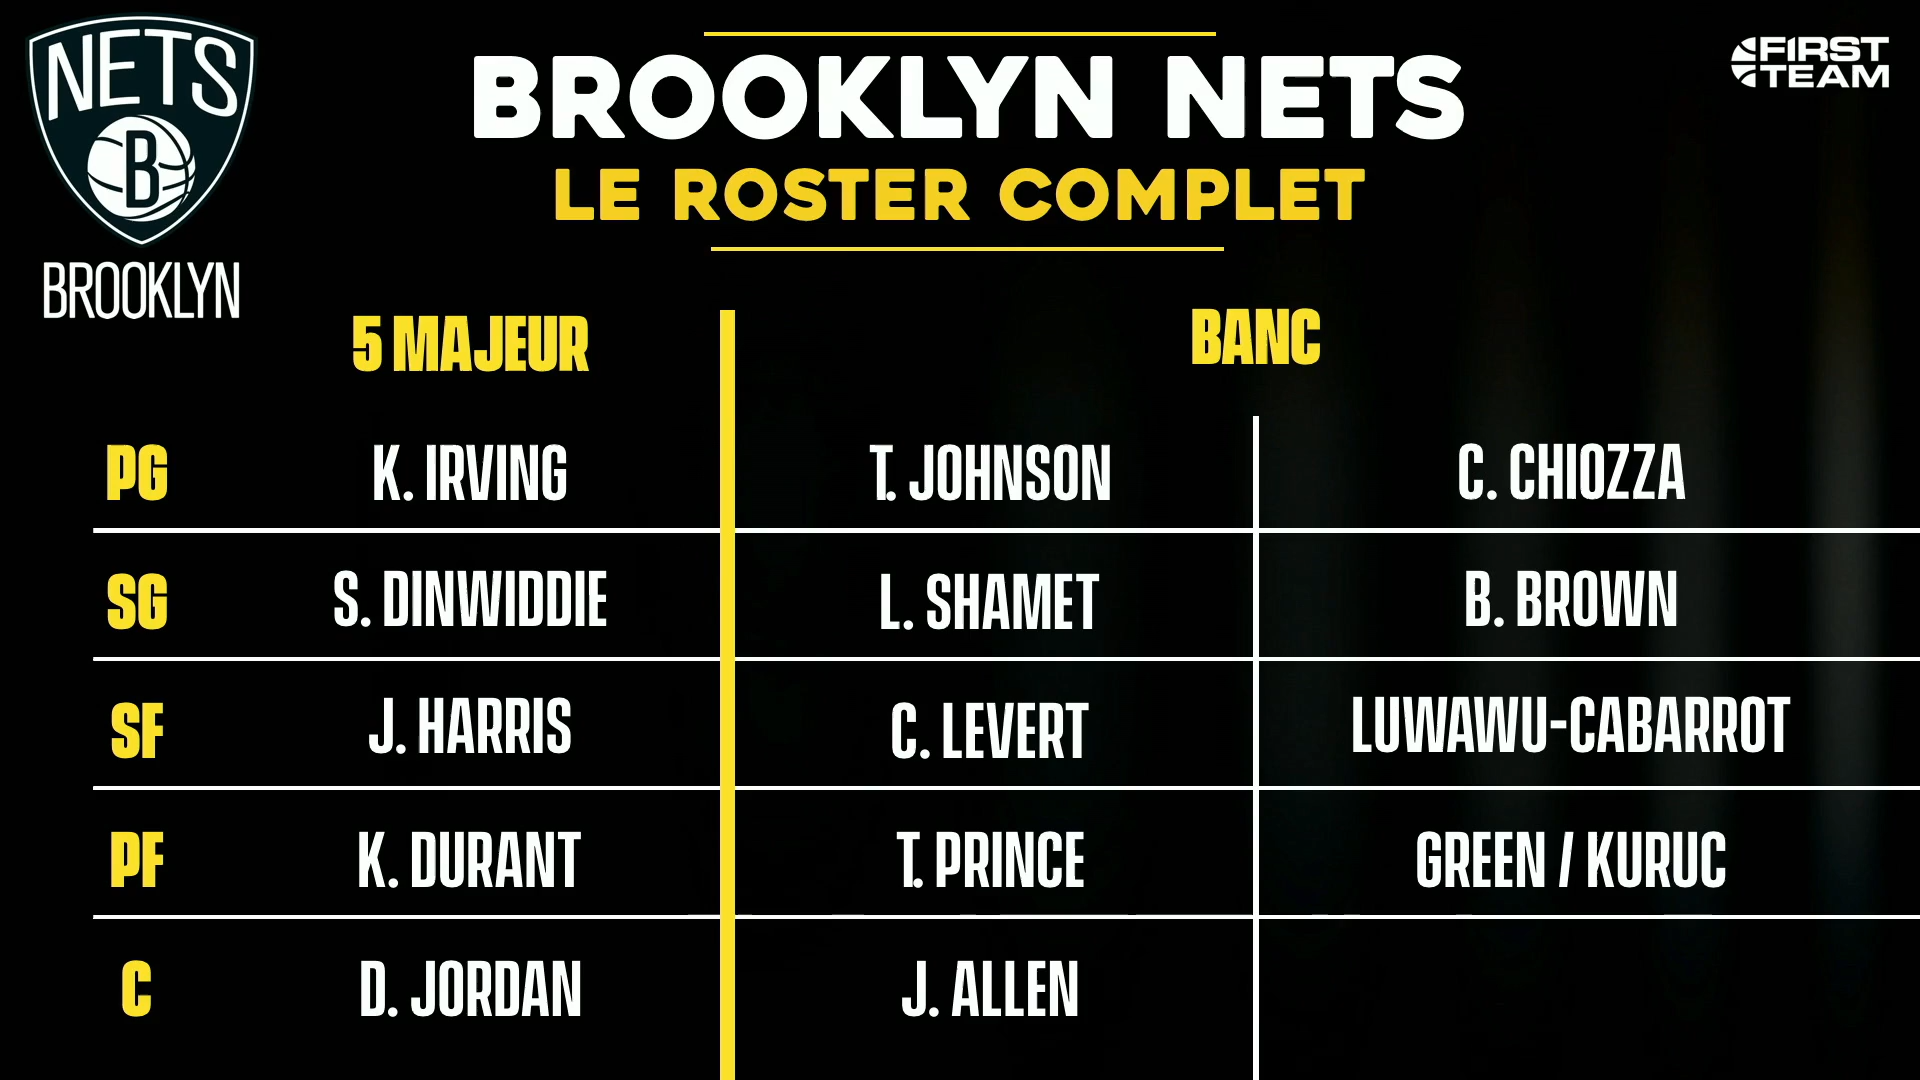 NETS
B
BROOKLYN
BROOKLYN NETS
LE ROSTER COMPLET
FIRST
TEAM
5 MAJEUR
BANC
PG K. IRVING T. JOHNSON C. CHIOZZA
SG S. DINWIDDIE L. SHAMET B. BROWN
SF J. HARRIS C. LEVERT LUWAWU-CABARROT
PF K. DURANT T. PRINCE GREEN / KURUC
C D. JORDAN J. ALLEN